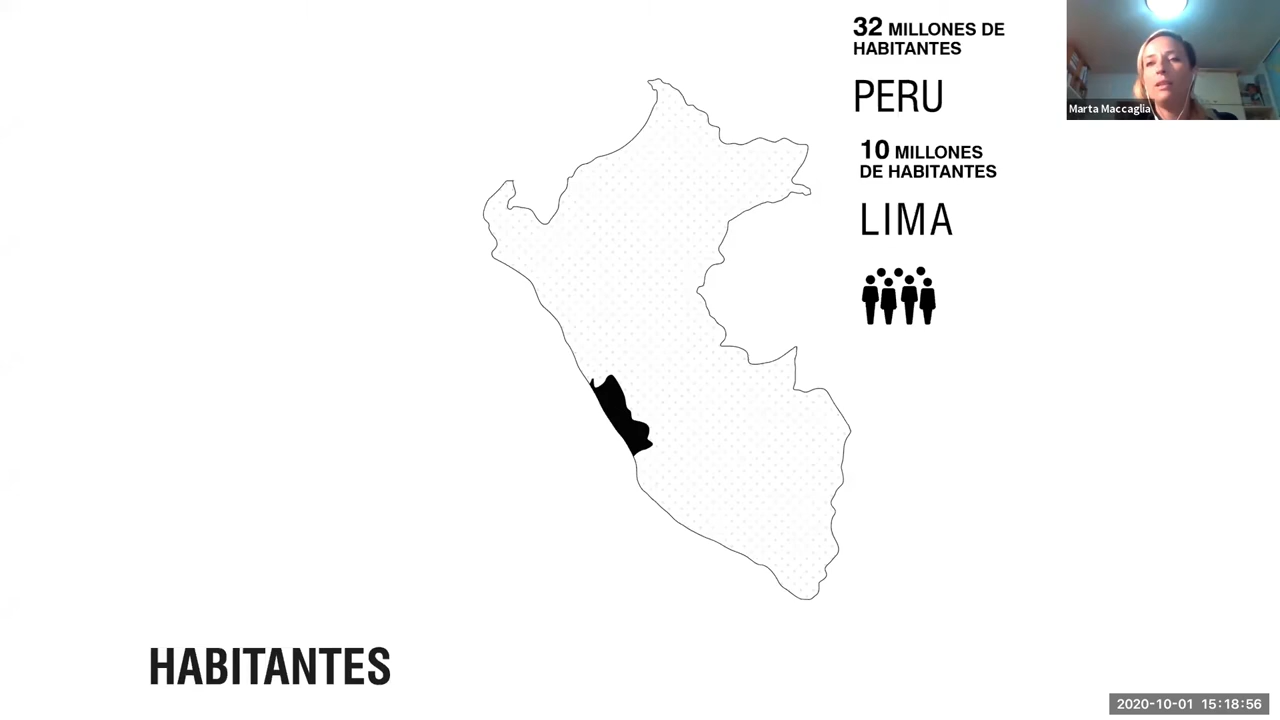 32 MILLONES DE
HABITANTES
PERU
10 MILLONES
DE HABITANTES
LIMA
Marta Maccaglia
HABITANTES
2020-10-01 15:18:56